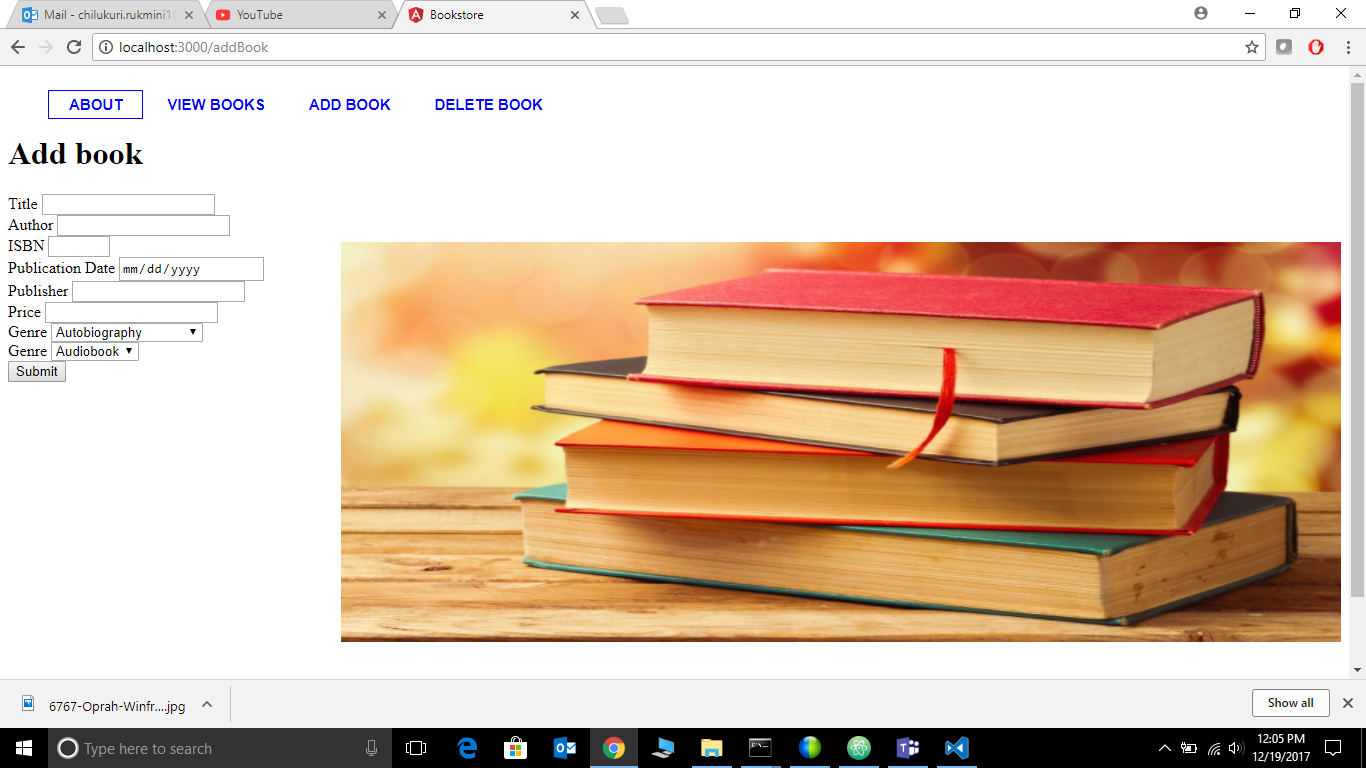 Mail - chilukuri.rukmini1
YouTube
Bookstore
localhost:3000/addBook
ABOUT
VIEW BOOKS
ADD BOOK
DELETE BOOK
Add book
Title
Author
ISBN
Publication Date mm/dd/yyyy
Publisher
Price
Genre Autobiography
Genre Audiobook
Submit
6767-Oprah-Winfr....jpg
Show all
Type here to search
12:05 PM
12/19/2017